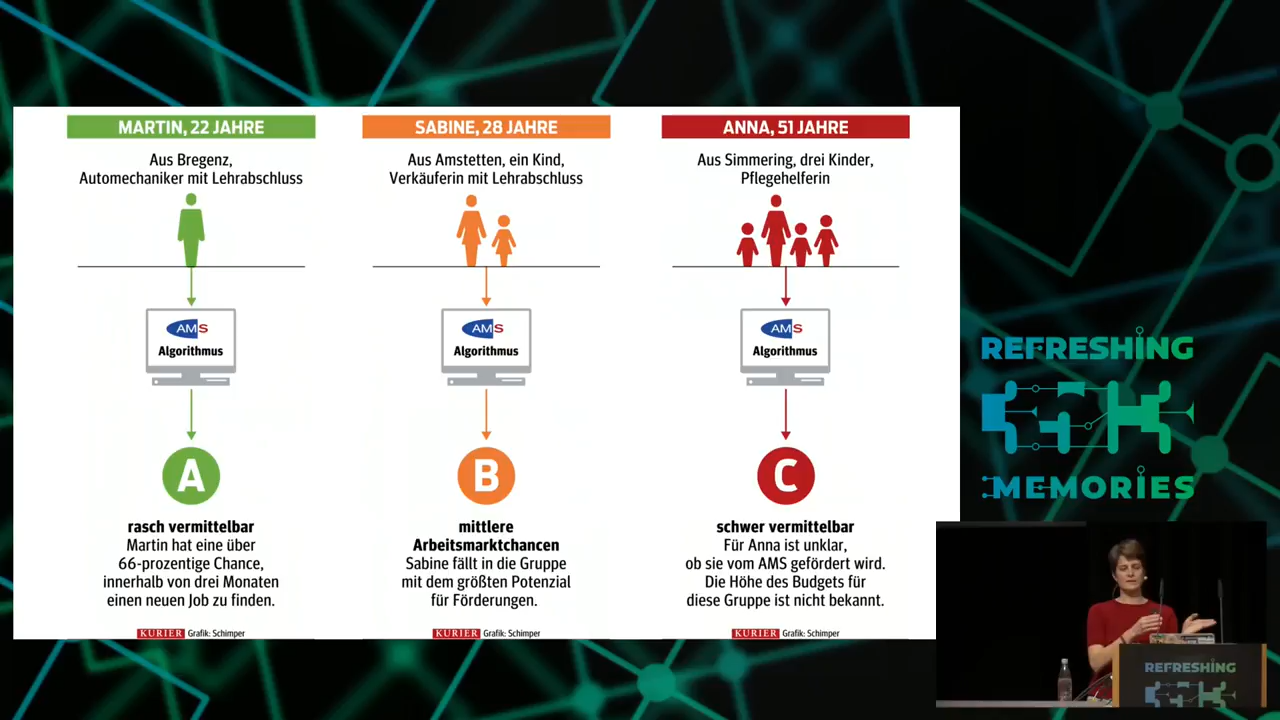 MARTIN, 22 JAHRE
Aus Bregenz,
Automechaniker mit Lehrabschluss
AMS
Algorithmus
A
rasch vermittelbar
Martin hat eine über
66-prozentige Chance,
innerhalb von drei Monaten
einen neuen Job zu finden.
KURIER Grafik: Schimper
SABINE, 28 JAHRE
Aus Amstetten, ein Kind,
Verkäuferin mit Lehrabschluss
AMS
Algorithmus
B
mittlere
Arbeitsmarktchancen
Sabine fällt in die Gruppe
mit dem größten Potenzial
für Förderungen.
KURIER Grafik: Schimper
ANNA, 51 JAHRE
Aus Simmering, drei Kinder,
Pflegehelferin
AMS
Algorithmus
C
schwer vermittelbar
Für Anna ist unklar,
ob sie vom AMS gefördert wird.
Die Höhe des Budgets für
diese Gruppe ist nicht bekannt.
KURIER Grafik: Schimper
REFRESHING
35C3
MEMORIES
REFRESHING